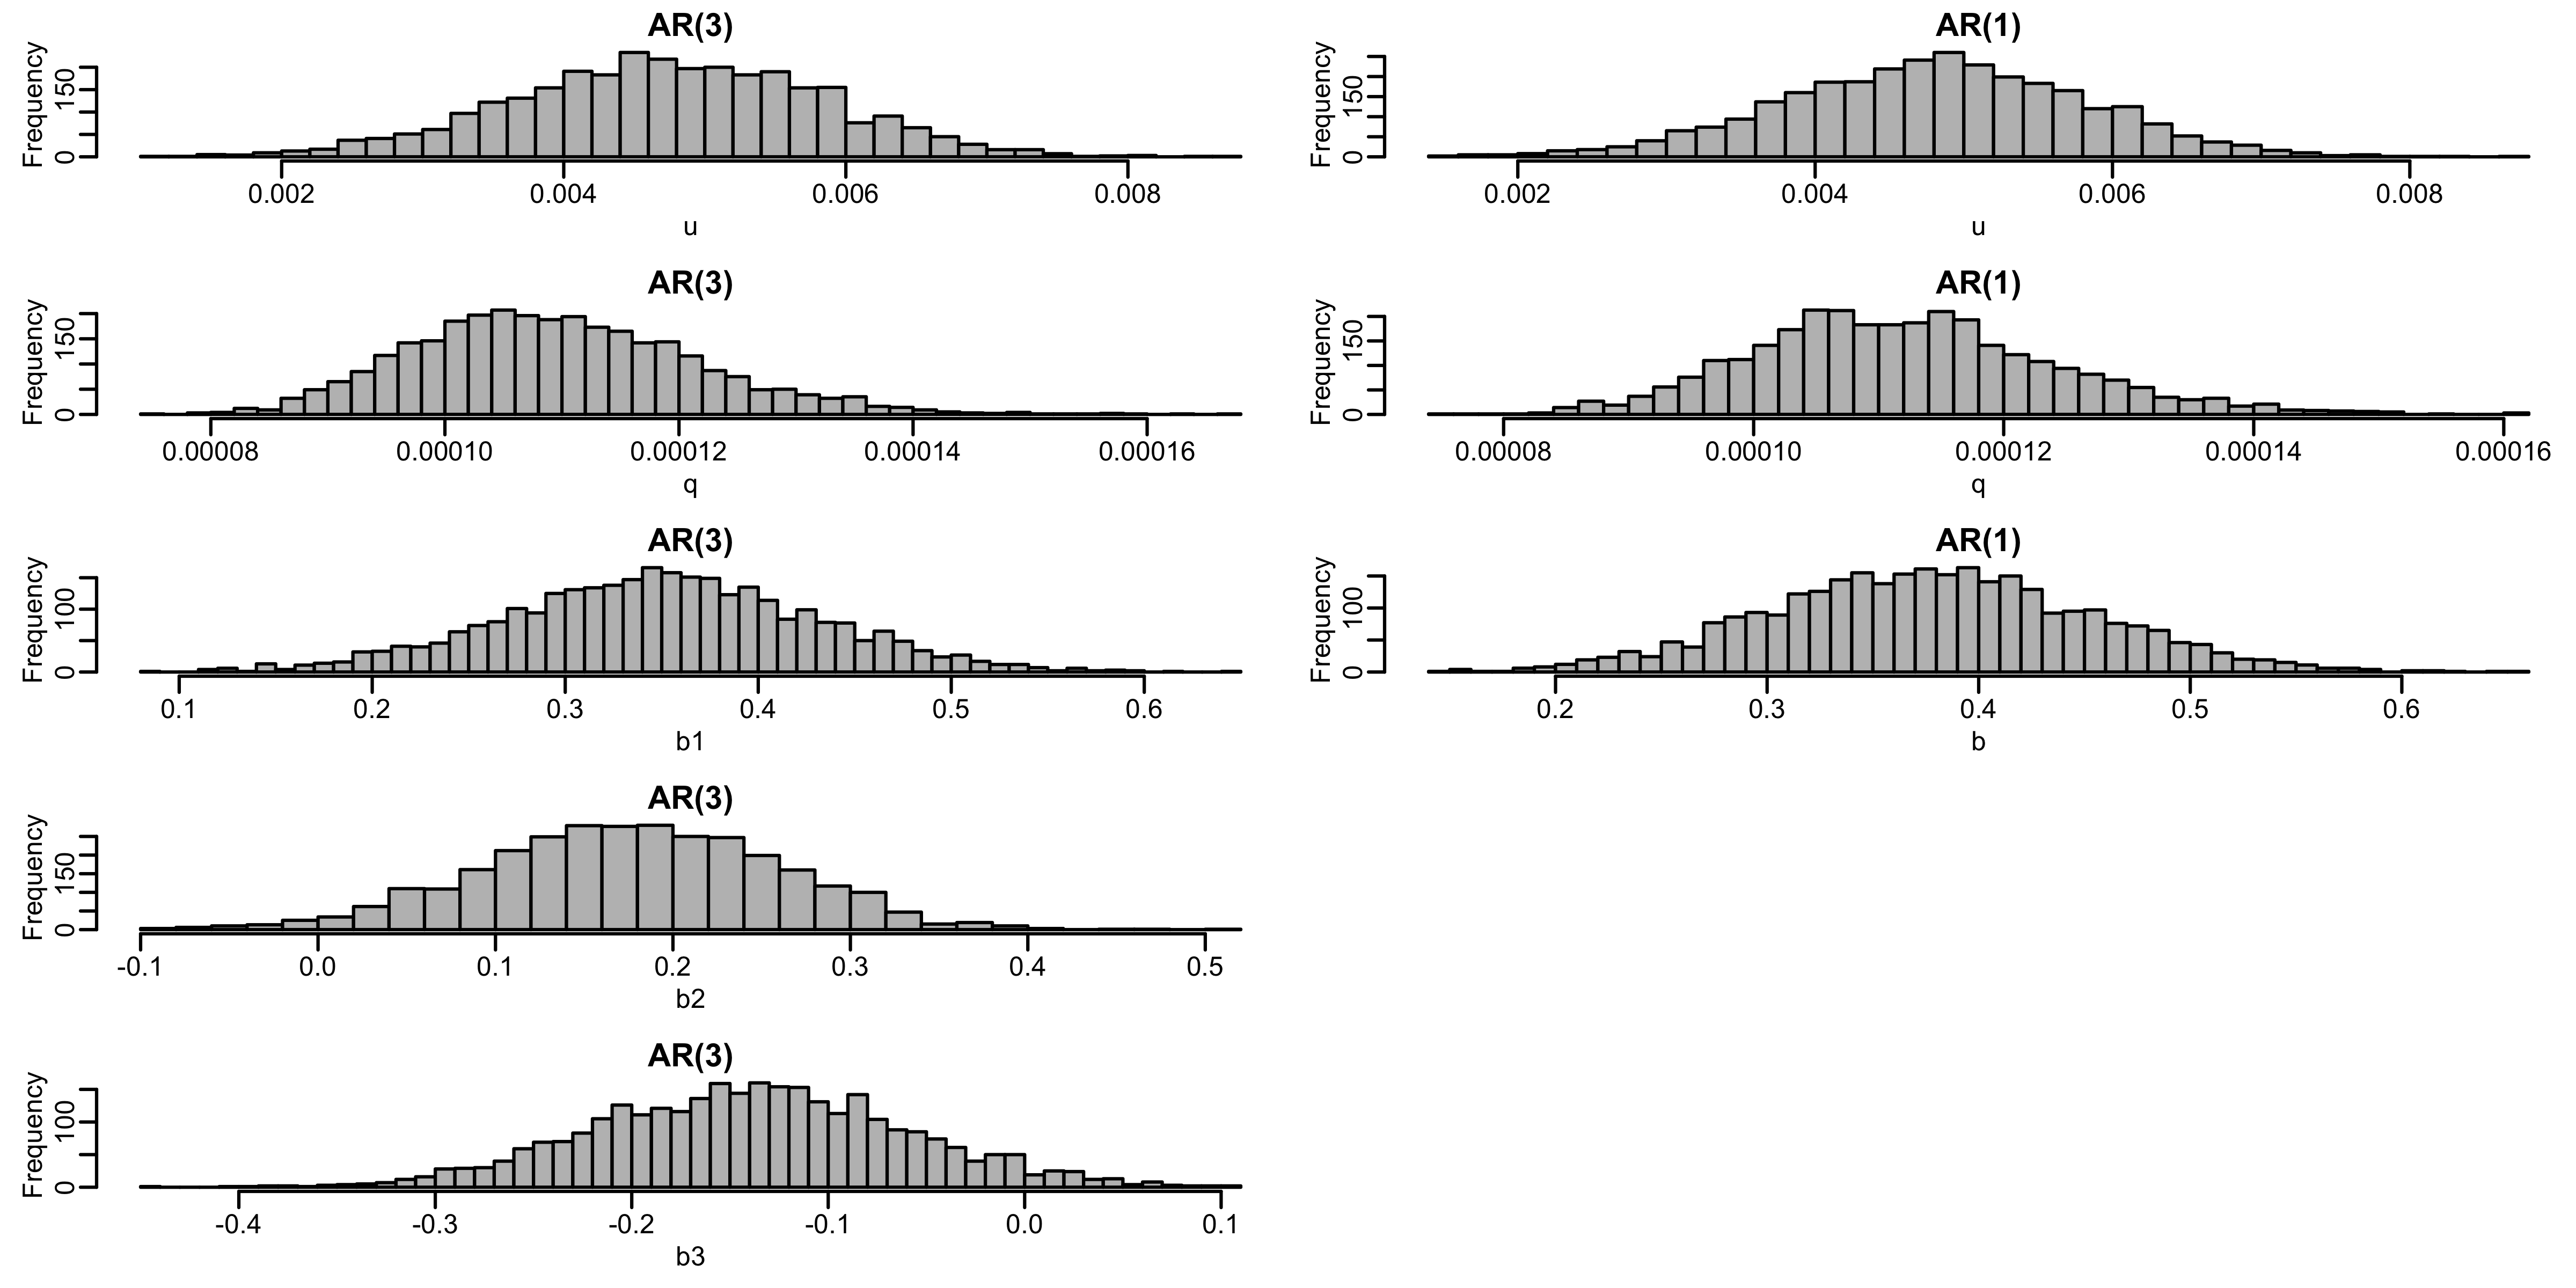 AR(3)
Frequency
0 150
0.002 0.004 0.006 0.008
u
AR(1)
Frequency
0 150
0.002 0.004 0.006 0.008
u
AR(3)
Frequency
0 150
0.00008 0.00010 0.00012 0.00014 0.00016
q
AR(1)
Frequency
0 150
0.00008 0.00010 0.00012 0.00014 0.00016
q
AR(3)
Frequency
0 100
0.1 0.2 0.3 0.4 0.5 0.6
b1
AR(1)
Frequency
0 100
0.2 0.3 0.4 0.5 0.6
b
AR(3)
Frequency
0 150
-0.1 0.0 0.1 0.2 0.3 0.4 0.5
b2
AR(3)
Frequency
0 100
-0.4 -0.3 -0.2 -0.1 0.0 0.1
b3